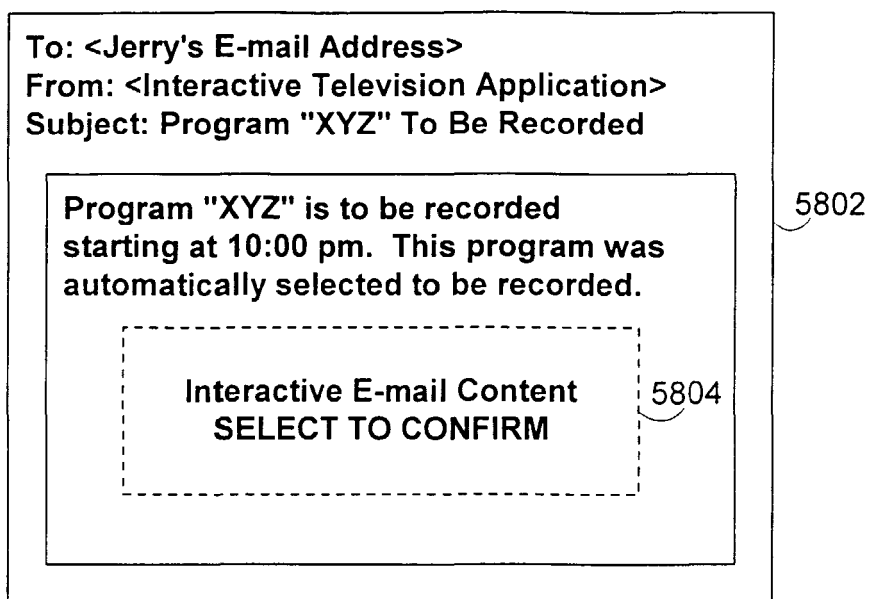 To: <Jerry's E-mail Address>
From: <Interactive Television Application>
Subject: Program "XYZ" To Be Recorded
5802
Program "XYZ" is to be recorded
starting at 10:00 pm. This program was
automatically selected to be recorded.
Interactive E-mail Content
5804
SELECT TO CONFIRM